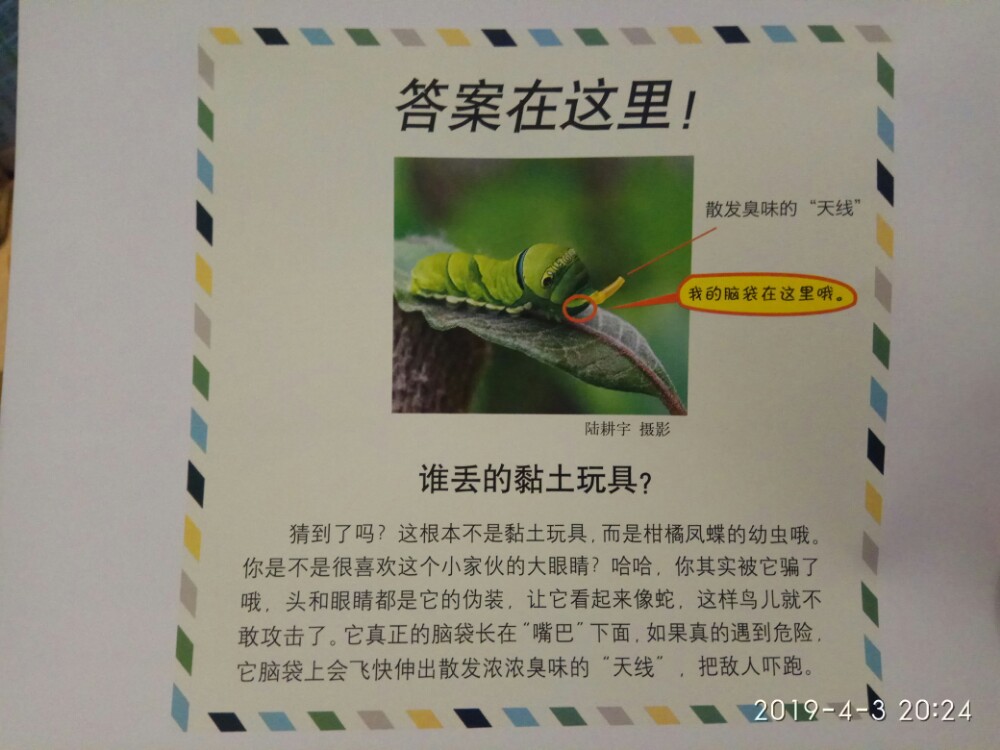 答案在这里!
散发臭味的“天线”
我的脑袋在这里哦。
陆耕宇 摄影
谁丢的黏土玩具?
猜到了吗?这根本不是黏土玩具,而是柑橘凤蝶的幼虫哦。
你是不是很喜欢这个小家伙的大眼睛?哈哈,你其实被它骗了
哦,头和眼睛都是它的伪装,让它看起来像蛇,这样鸟儿就不
敢攻击了。它真正的脑袋长在“嘴巴”下面,如果真的遇到危险,
它脑袋上会飞快伸出散发浓浓臭味的“天线”,把敌人吓跑。
2019-4-3 20:24